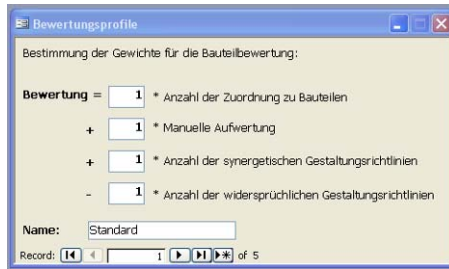 Bewertungsprofile
Bestimmung der Gewichte für die Bauteilbewertung:
Bewertung = 1 * Anzahl der Zuordnung zu Bauteilen
+ 1 * Manuelle Aufwertung
+ 1 * Anzahl der synergetischen Gestaltungsrichtlinien
- 1 * Anzahl der widersprüchlichen Gestaltungsrichtlinien
Name: Standard
Record: 1 of 5